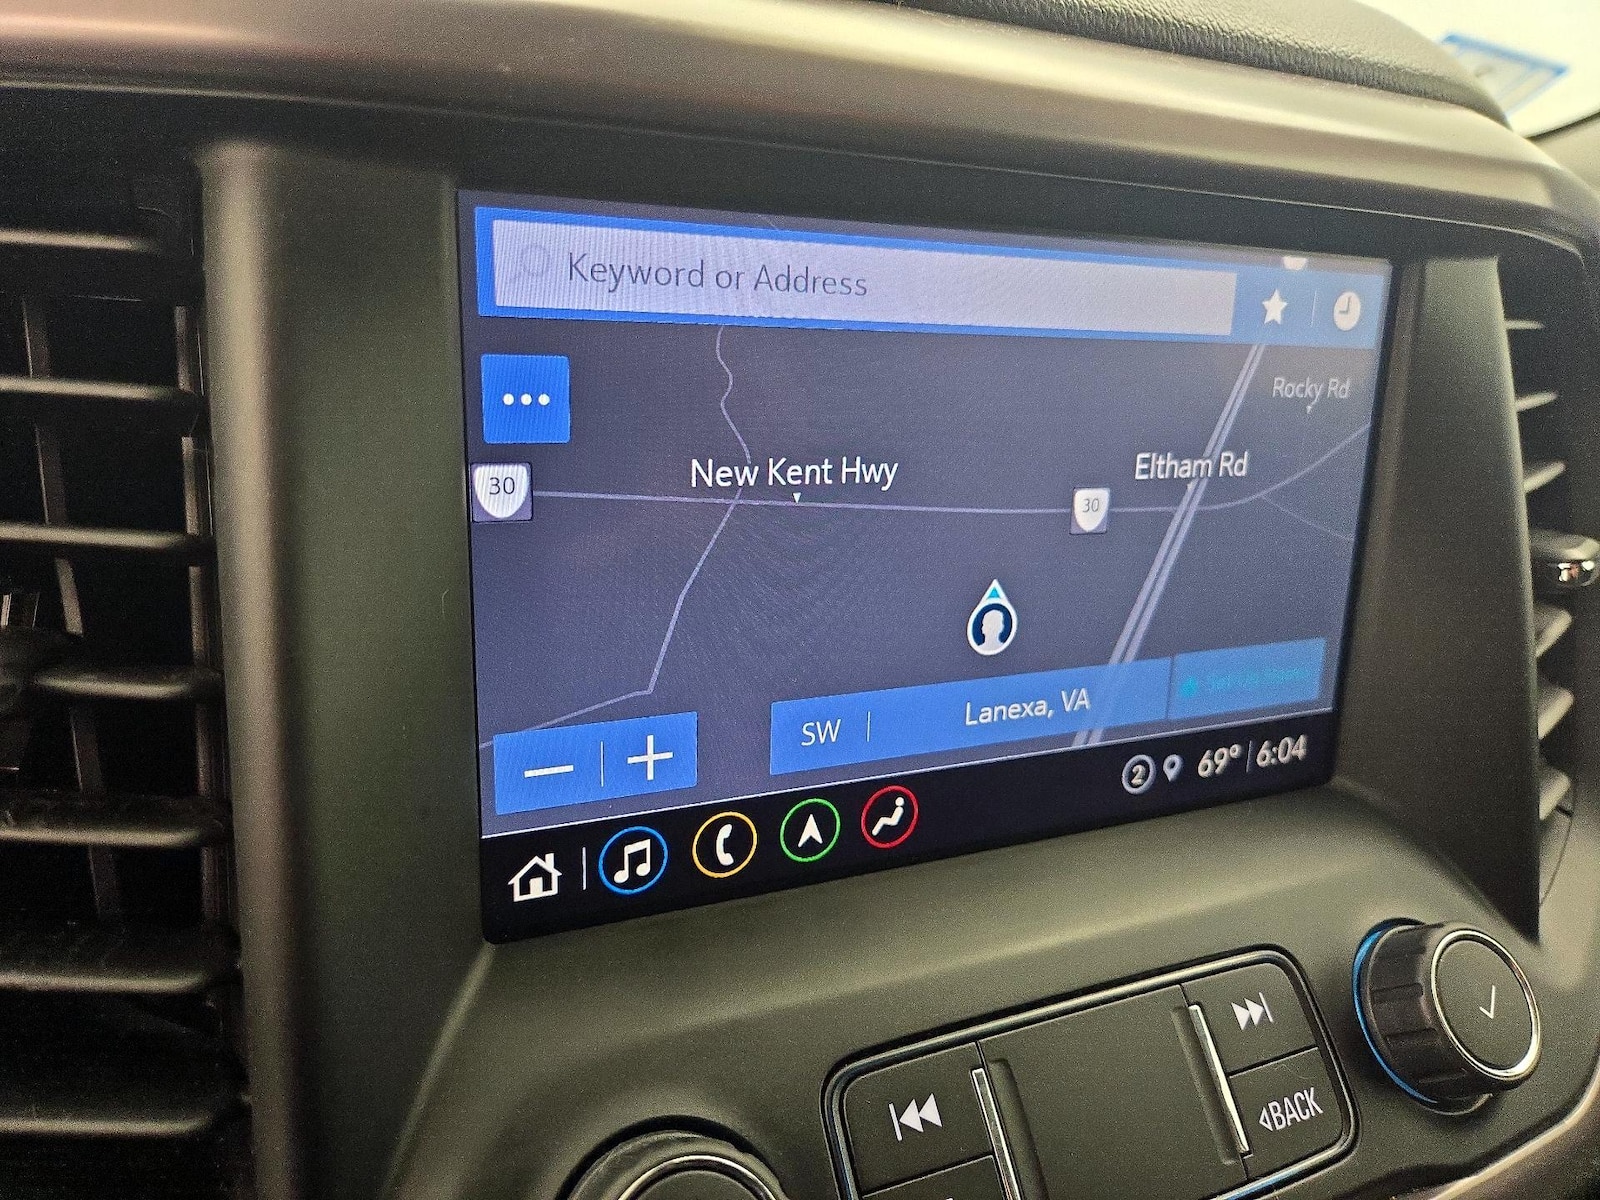 Keyword or Address
Rocky Rd
New Kent Hwy
Eltham Rd
30
30
SW
Lanexa, VA
2
69°
6:04
BACK